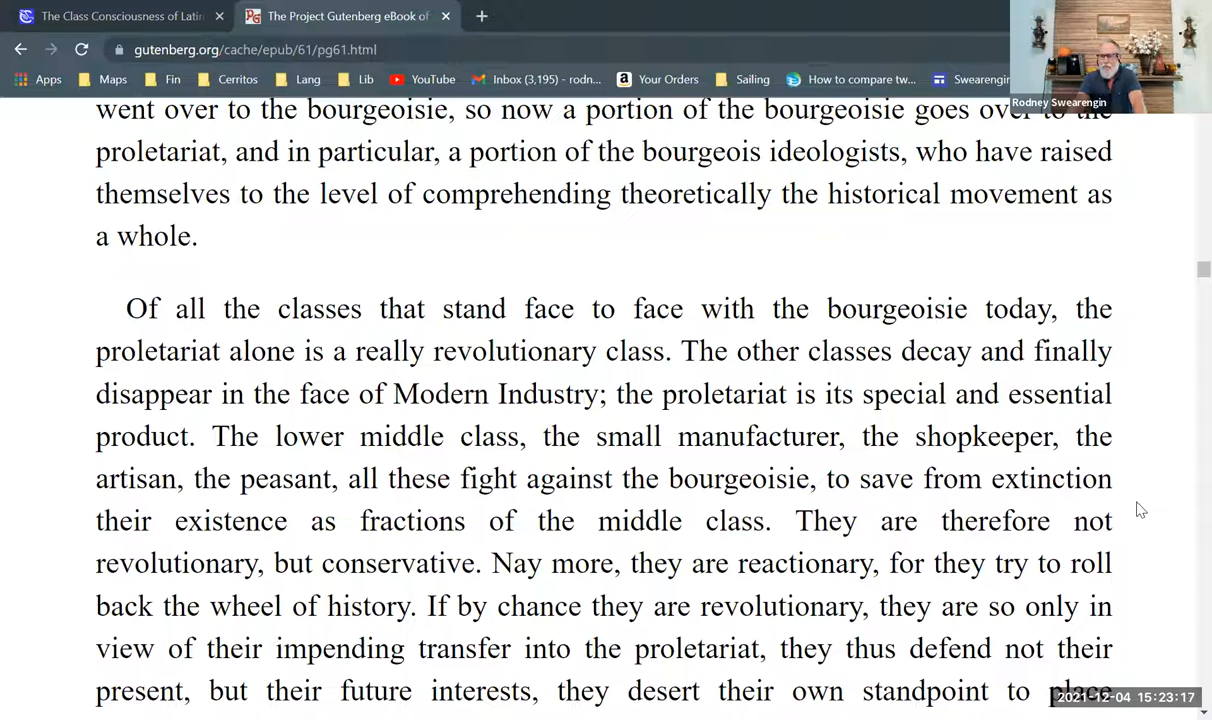 The Class Consciousness of Latin
The Project Gutenberg eBook of
gutenberg.org/cache/epub/61/pg61.html
Apps Maps Fin Cerritos Lang Lib YouTube Inbox (3,195) - rodn... Your Orders Sailing How to compare tw... Swearengin
Rodney Swearengin
went over to the bourgeoisie, so now a portion of the bourgeoisie goes over to the
proletariat, and in particular, a portion of the bourgeois ideologists, who have raised
themselves to the level of comprehending theoretically the historical movement as
a whole.
Of all the classes that stand face to face with the bourgeoisie today, the
proletariat alone is a really revolutionary class. The other classes decay and finally
disappear in the face of Modern Industry; the proletariat is its special and essential
product. The lower middle class, the small manufacturer, the shopkeeper, the
artisan, the peasant, all these fight against the bourgeoisie, to save from extinction
their existence as fractions of the middle class. They are therefore not
revolutionary, but conservative. Nay more, they are reactionary, for they try to roll
back the wheel of history. If by chance they are revolutionary, they are so only in
view of their impending transfer into the proletariat, they thus defend not their
present, but their future interests, they desert their own standpoint to place
2021-12-04 15:23:17